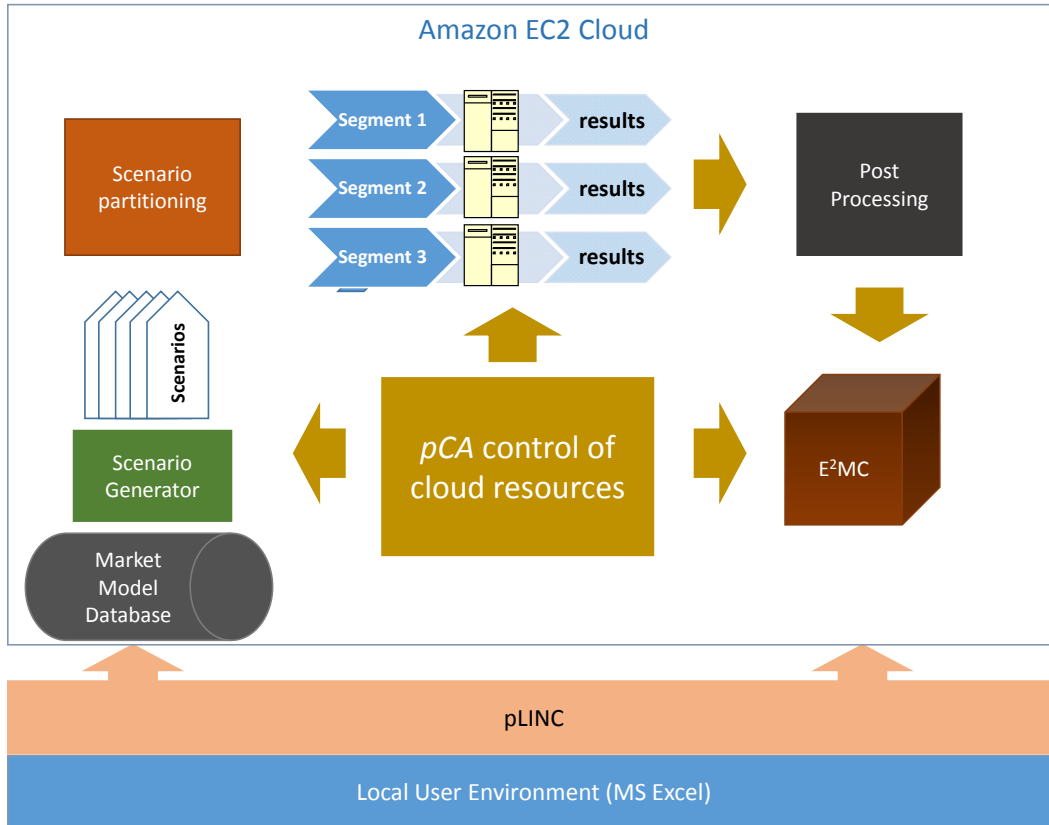 Amazon EC2 Cloud
Scenario
partitioning
Segment 1
results
Segment 2
results
Segment 3
results
Post
Processing
Scenarios
Scenario
Generator
pCA control of
cloud resources
E²MC
Market
Model
Database
pLINC
Local User Environment (MS Excel)